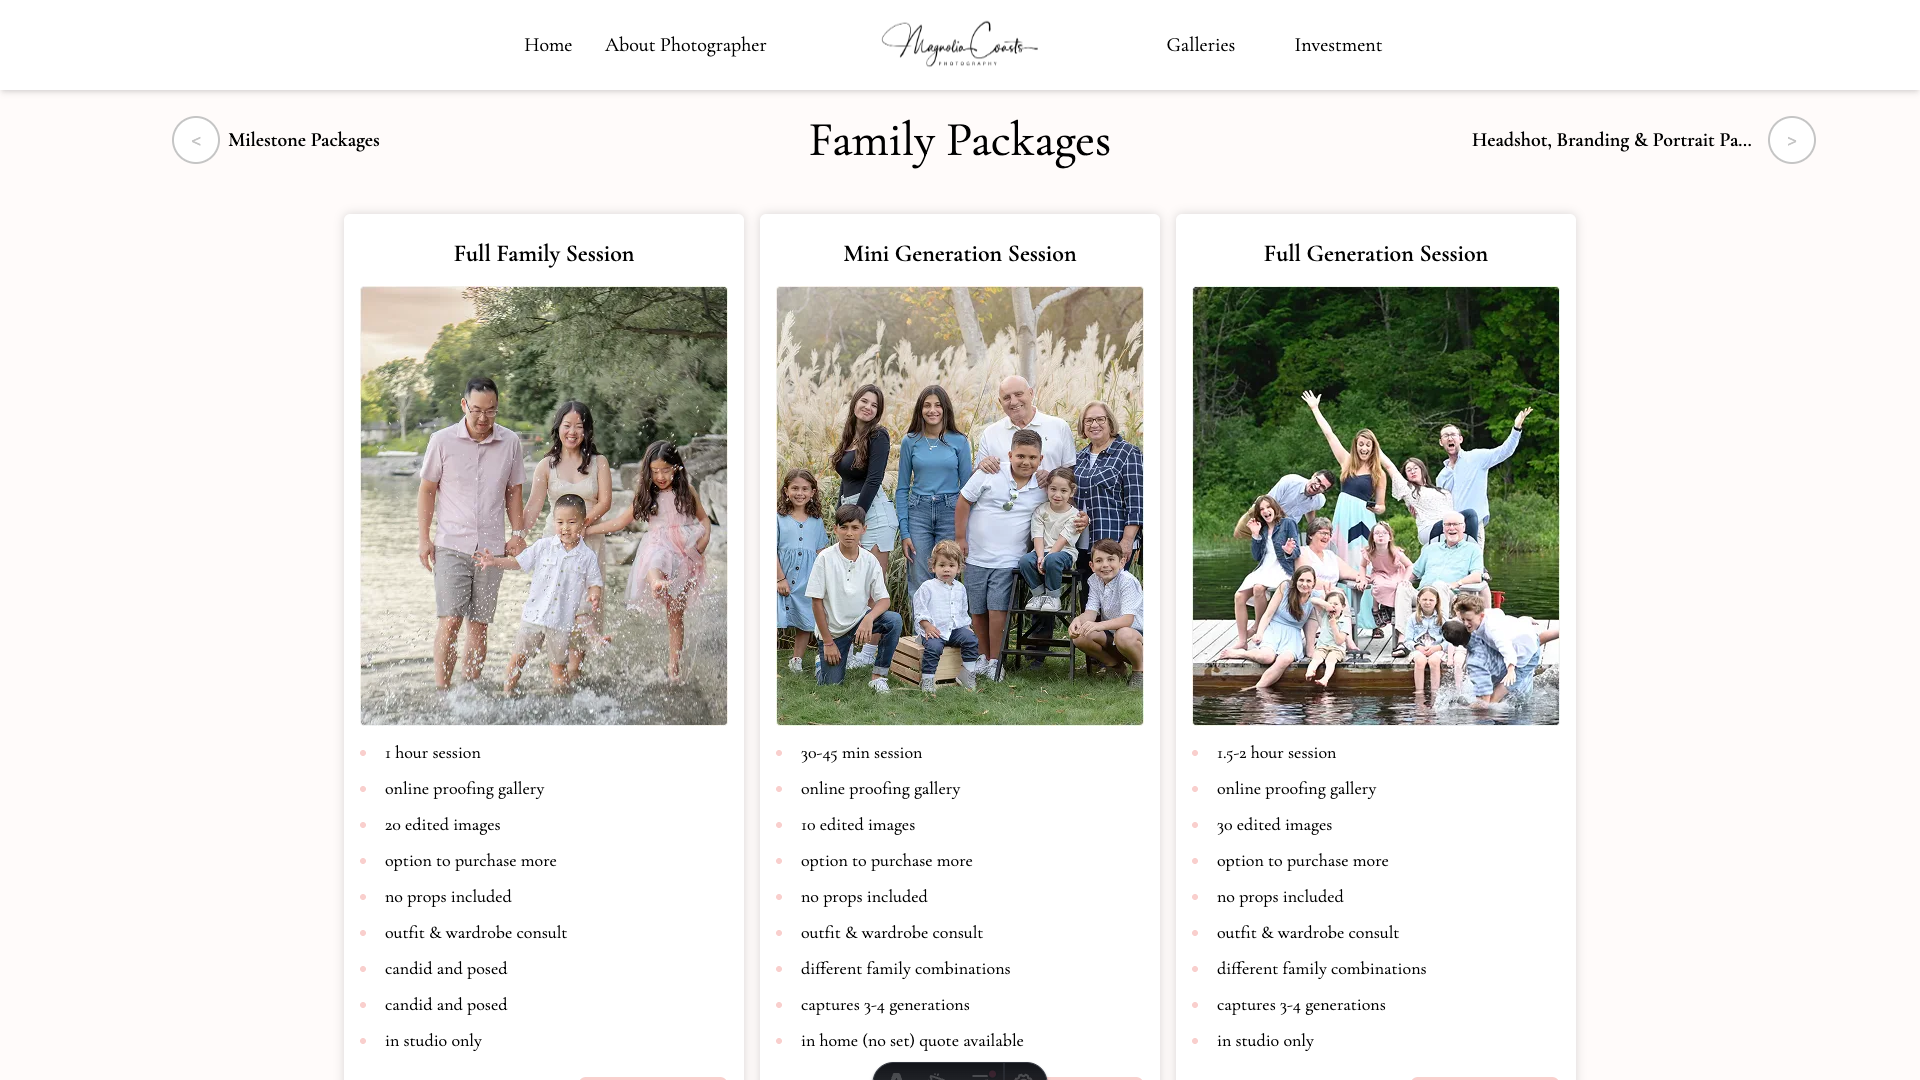 Home
About Photographer
Magnolia Coasts
PHOTOGRAPHY
Galleries
Investment
<
Milestone Packages
Family Packages
Headshot, Branding & Portrait Pa...
>
Full Family Session
1 hour session
online proofing gallery
20 edited images
option to purchase more
no props included
outfit & wardrobe consult
candid and posed
candid and posed
in studio only
Mini Generation Session
30-45 min session
online proofing gallery
10 edited images
option to purchase more
no props included
outfit & wardrobe consult
different family combinations
captures 3-4 generations
in home (no set) quote available
Full Generation Session
1.5-2 hour session
online proofing gallery
30 edited images
option to purchase more
no props included
outfit & wardrobe consult
different family combinations
captures 3-4 generations
in studio only